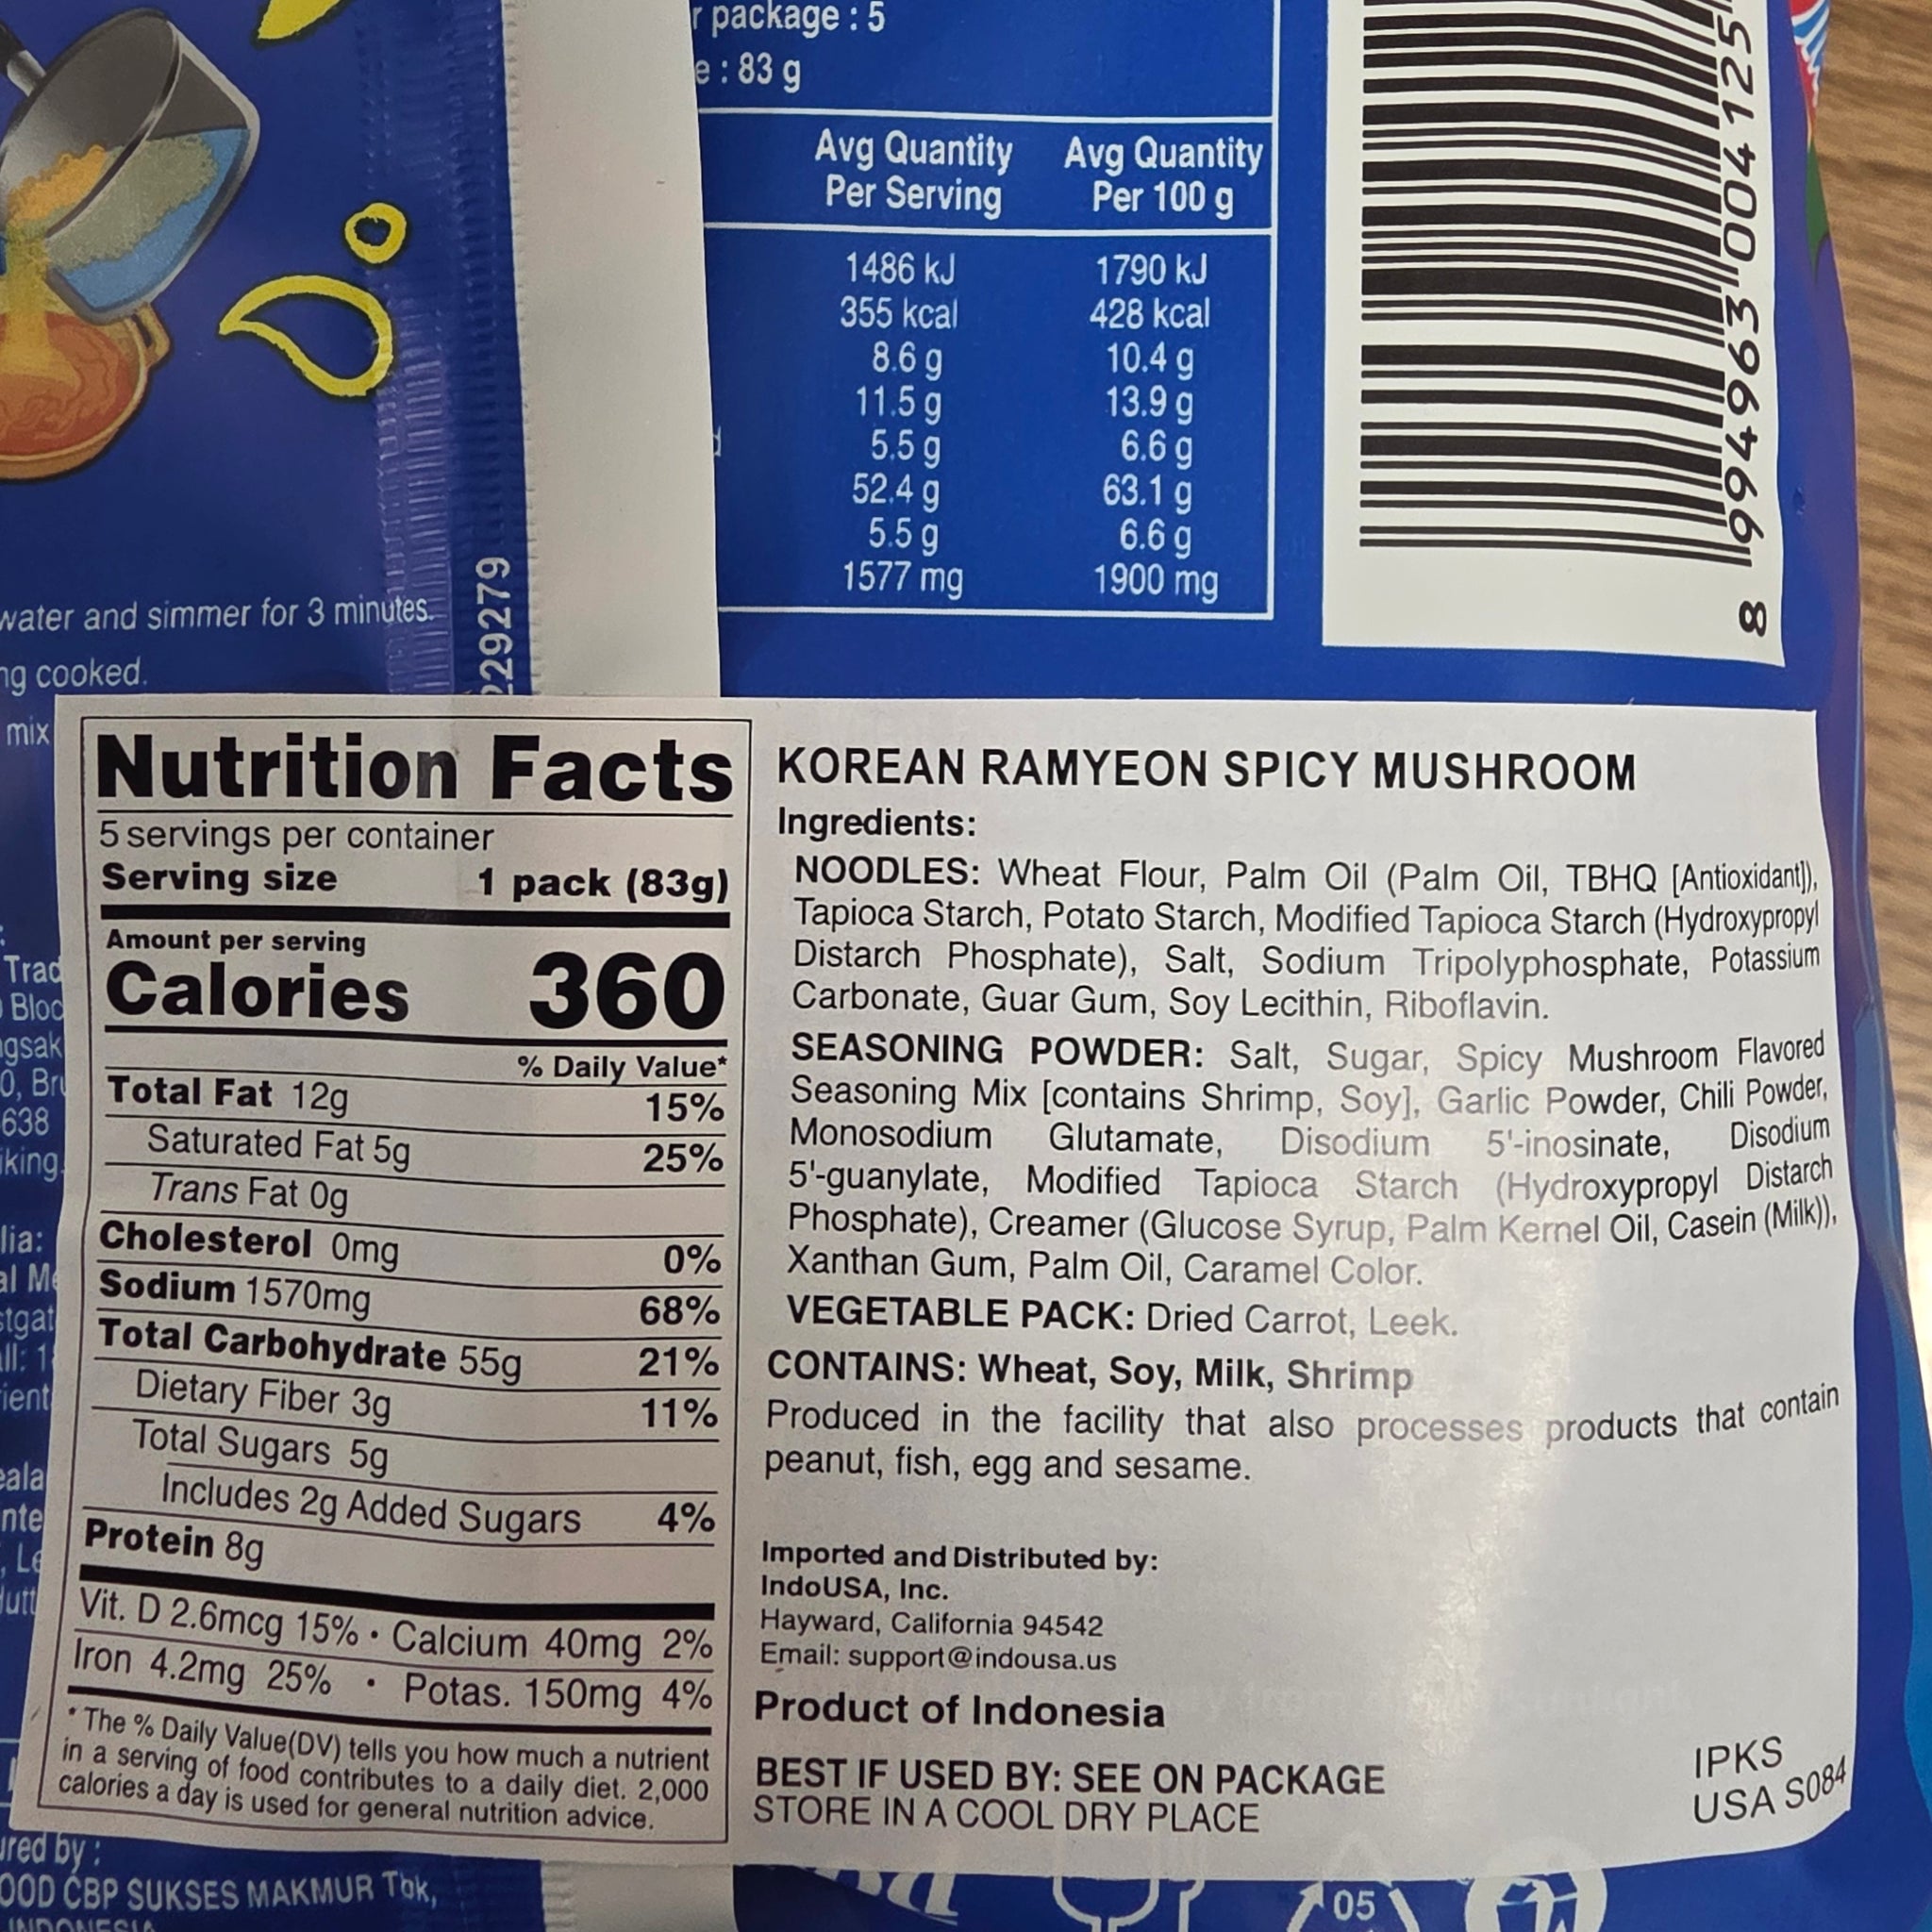 package : 5
: 83 g
Avg Quantity Per Serving
Avg Quantity Per 100 g
1486 kJ 1790 kJ
355 kcal 428 kcal
8.6 g 10.4 g
11.5 g 13.9 g
5.5 g 6.6 g
52.4 g 63.1 g
5.5 g 6.6 g
1577 mg 1900 mg
8 994963 004125
water and simmer for 3 minutes.
cooked.
mix
229279
Nutrition Facts
5 servings per container
Serving size 1 pack (83g)
Amount per serving
Calories 360
% Daily Value*
Total Fat 12g 15%
Saturated Fat 5g 25%
Trans Fat 0g
Cholesterol 0mg 0%
Sodium 1570mg 68%
Total Carbohydrate 55g 21%
Dietary Fiber 3g 11%
Total Sugars 5g
Includes 2g Added Sugars 4%
Protein 8g
Vit. D 2.6mcg 15% • Calcium 40mg 2%
Iron 4.2mg 25% • Potas. 150mg 4%
* The % Daily Value(DV) tells you how much a nutrient
in a serving of food contributes to a daily diet. 2,000
calories a day is used for general nutrition advice.
KOREAN RAMYEON SPICY MUSHROOM
Ingredients:
NOODLES: Wheat Flour, Palm Oil (Palm Oil, TBHQ [Antioxidant]),
Tapioca Starch, Potato Starch, Modified Tapioca Starch (Hydroxypropyl
Distarch Phosphate), Salt, Sodium Tripolyphosphate, Potassium
Carbonate, Guar Gum, Soy Lecithin, Riboflavin.
SEASONING POWDER: Salt, Sugar, Spicy Mushroom Flavored
Seasoning Mix [contains Shrimp, Soy], Garlic Powder, Chili Powder,
Monosodium Glutamate, Disodium 5'-inosinate, Disodium
5'-guanylate, Modified Tapioca Starch (Hydroxypropyl Distarch
Phosphate), Creamer (Glucose Syrup, Palm Kernel Oil, Casein (Milk)),
Xanthan Gum, Palm Oil, Caramel Color.
VEGETABLE PACK: Dried Carrot, Leek.
CONTAINS: Wheat, Soy, Milk, Shrimp
Produced in the facility that also processes products that contain
peanut, fish, egg and sesame.
Imported and Distributed by:
IndoUSA, Inc.
Hayward, California 94542
Email: support@indousa.us
Product of Indonesia
BEST IF USED BY: SEE ON PACKAGE
STORE IN A COOL DRY PLACE
IPKS
USA S084
by :
CBP SUKSES MAKMUR Tbk,
INDONESIA
05